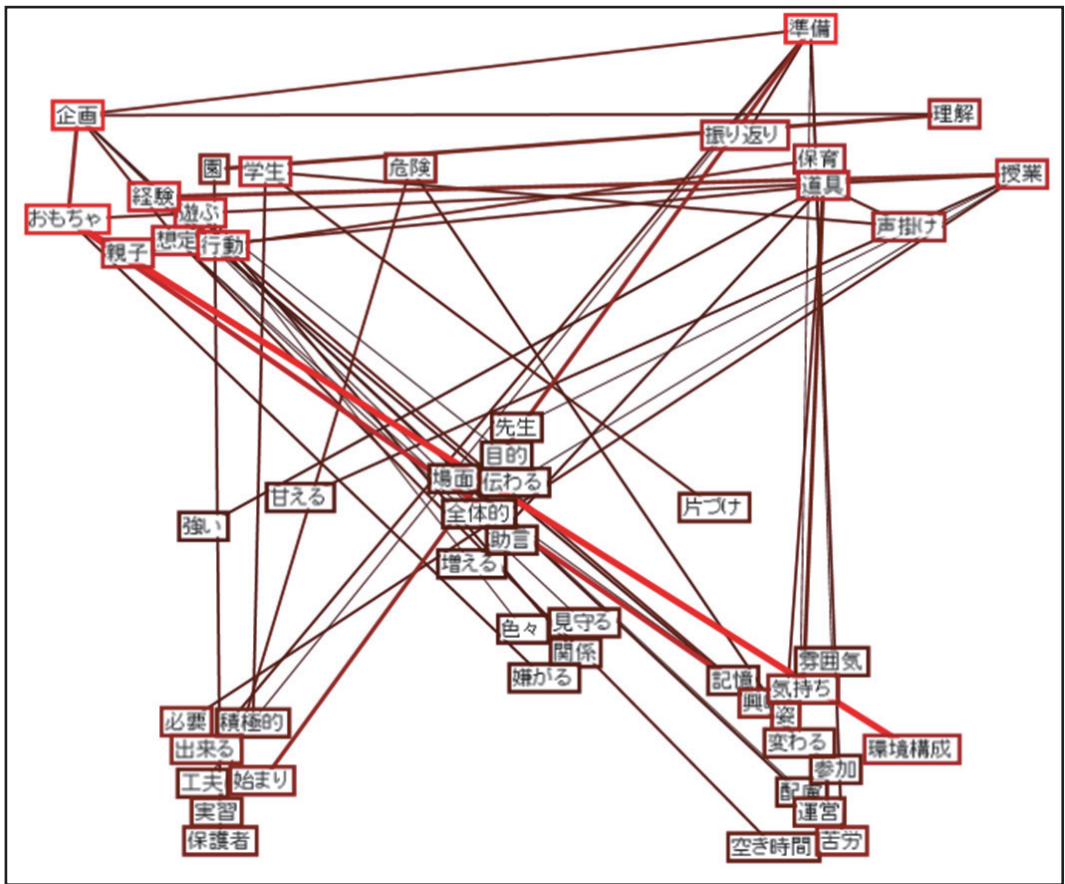 準備
企画
理解
振り返り
保育
園
学生
危険
授業
道具
経験
遊ぶ
おもちゃ
声掛け
想定
行動
親子
先生
目的
場面
伝わる
甘える
片づけ
全体的
強い
助言
増える
見守る
色々
関係
雰囲気
嫌がる
記憶
気持ち
姿
必要
積極的
変わる
出来る
環境構成
参加
工夫
始まり
配慮
実習
運営
保護者
空き時間
苦労